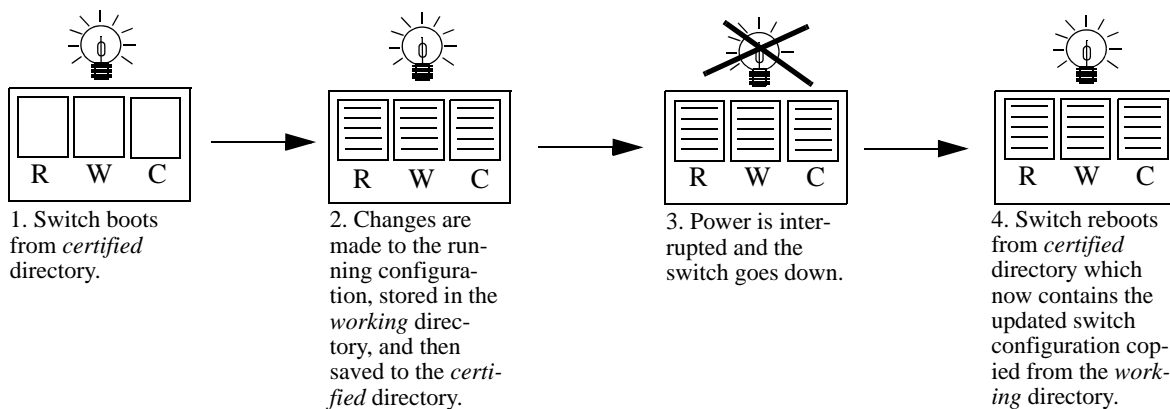 R W C
R W C
R W C
R W C
1. Switch boots
from certified
directory.
2. Changes are
made to the run-
ning configura-
tion, stored in the
working direc-
tory, and then
saved to the certi-
fied directory.
3. Power is inter-
rupted and the
switch goes down.
4. Switch reboots
from certified
directory which
now contains the
updated switch
configuration cop-
ied from the work-
ing directory.